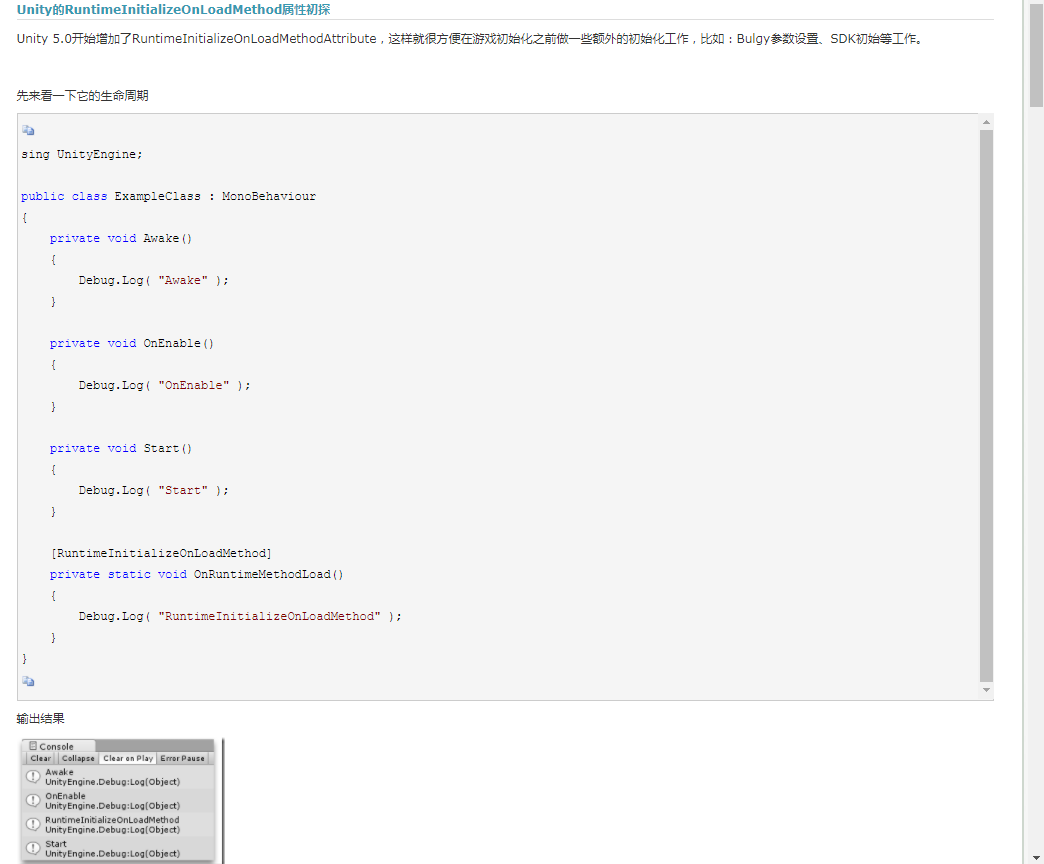 Unity的RuntimeInitializeOnLoadMethod属性初探
Unity 5.0开始增加了RuntimeInitializeOnLoadMethodAttribute，这样就很方便在游戏初始化之前做一些额外的初始化工作，比如：Bulgy参数设置、SDK初始等工作。
先来看一下它的生命周期
sing UnityEngine;
public class ExampleClass : MonoBehaviour
{
    private void Awake()
    {
        Debug.Log( "Awake" );
    }
    private void OnEnable()
    {
        Debug.Log( "OnEnable" );
    }
    private void Start()
    {
        Debug.Log( "Start" );
    }
    [RuntimeInitializeOnLoadMethod]
    private static void OnRuntimeMethodLoad()
    {
        Debug.Log( "RuntimeInitializeOnLoadMethod" );
    }
}
输出结果
Console
Clear Collapse Clear on Play Error Pause
Awake
UnityEngine.Debug:Log(Object)
OnEnable
UnityEngine.Debug:Log(Object)
RuntimeInitializeOnLoadMethod
UnityEngine.Debug:Log(Object)
Start
UnityEngine.Debug:Log(Object)